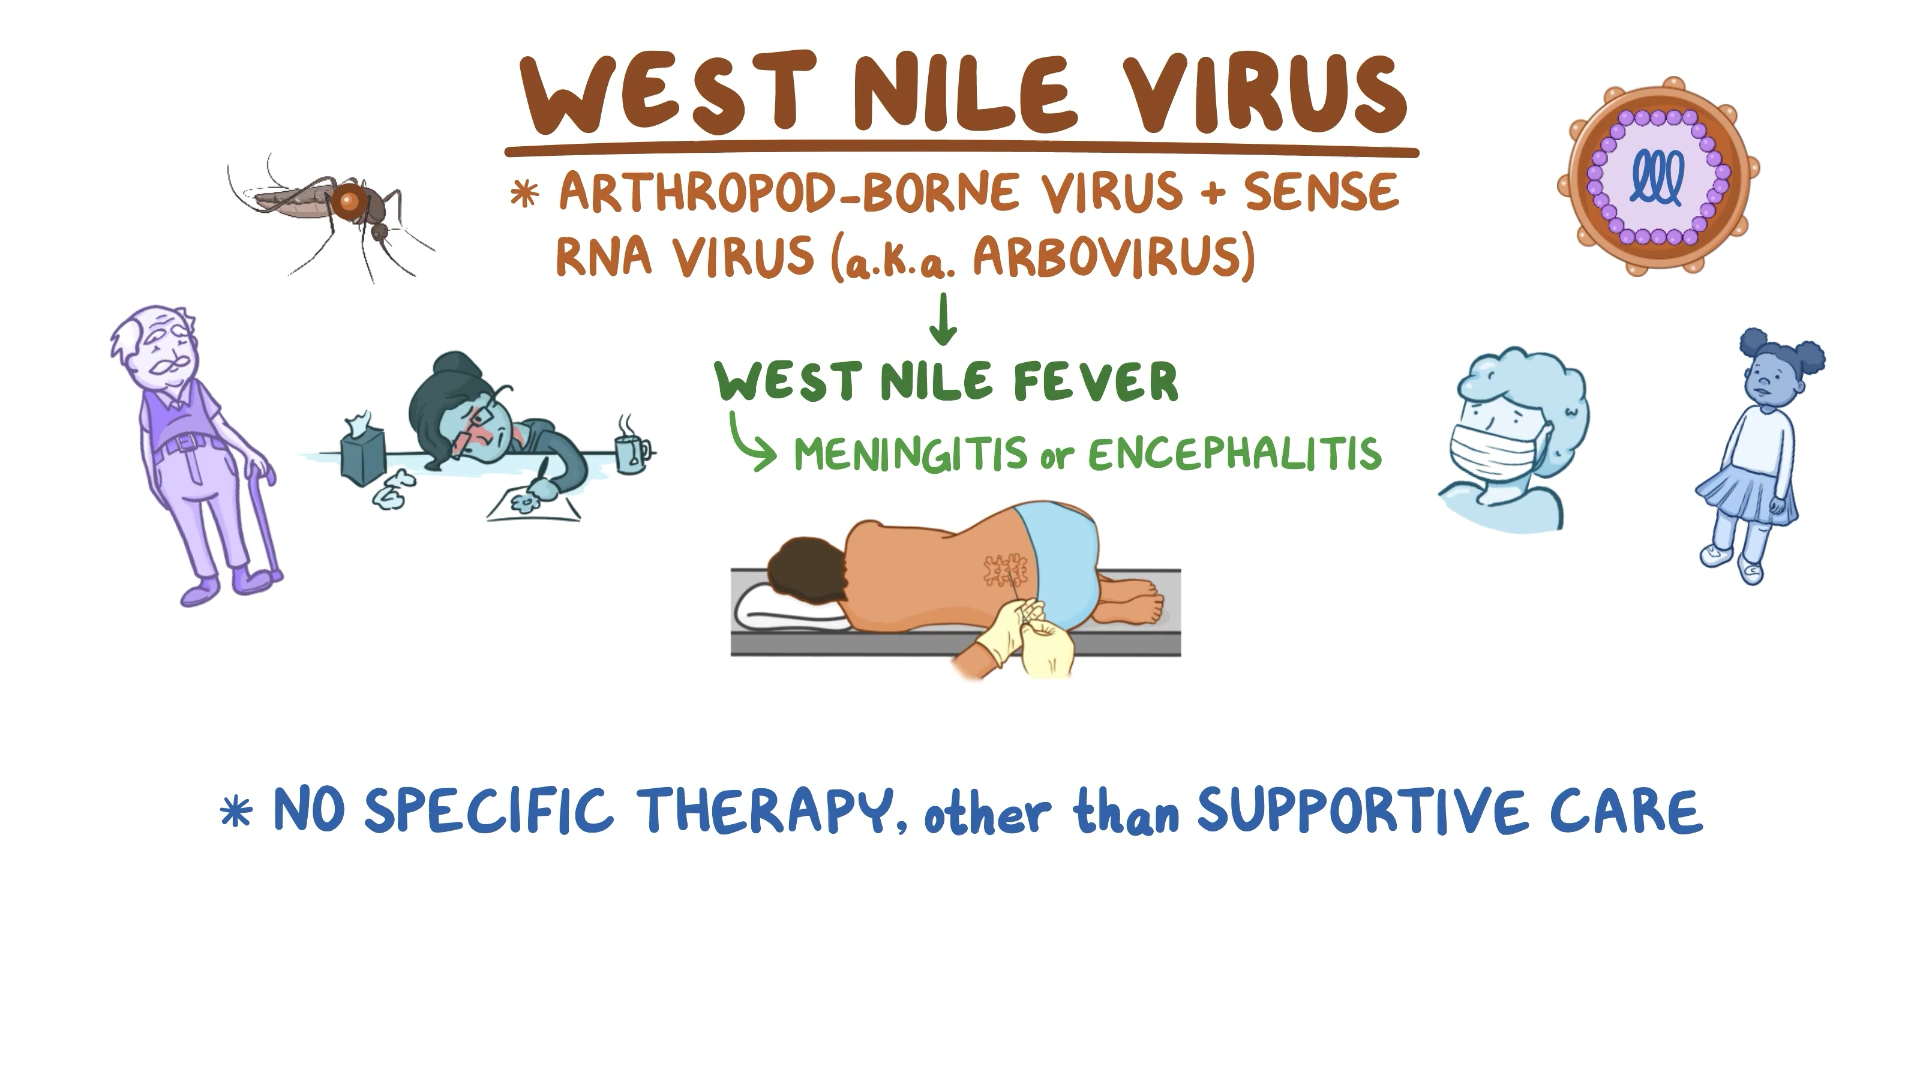 WEST NILE VIRUS
* ARTHROPOD-BORNE VIRUS + SENSE
RNA VIRUS (a.k.a. ARBOVIRUS)
↓
WEST NILE FEVER
↳ MENINGITIS or ENCEPHALITIS
* NO SPECIFIC THERAPY, other than SUPPORTIVE CARE